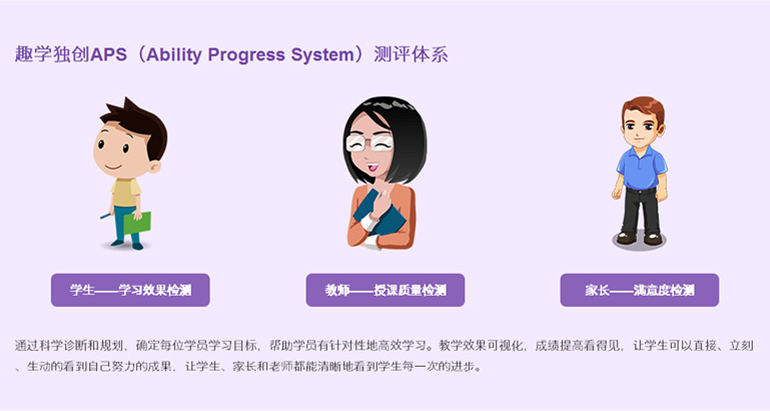 趣学独创APS（Ability Progress System）测评体系
学生——学习效果检测
教师——授课质量检测
家长——满意度检测
通过科学诊断和规划，确定每位学员学习目标，帮助学员有针对性地高效学习。教学效果可视化，成绩提高看得见，让学生可以直接、立刻
、生动的看到自己努力的成果，让学生、家长和老师都能清晰地看到学生每一次的进步。